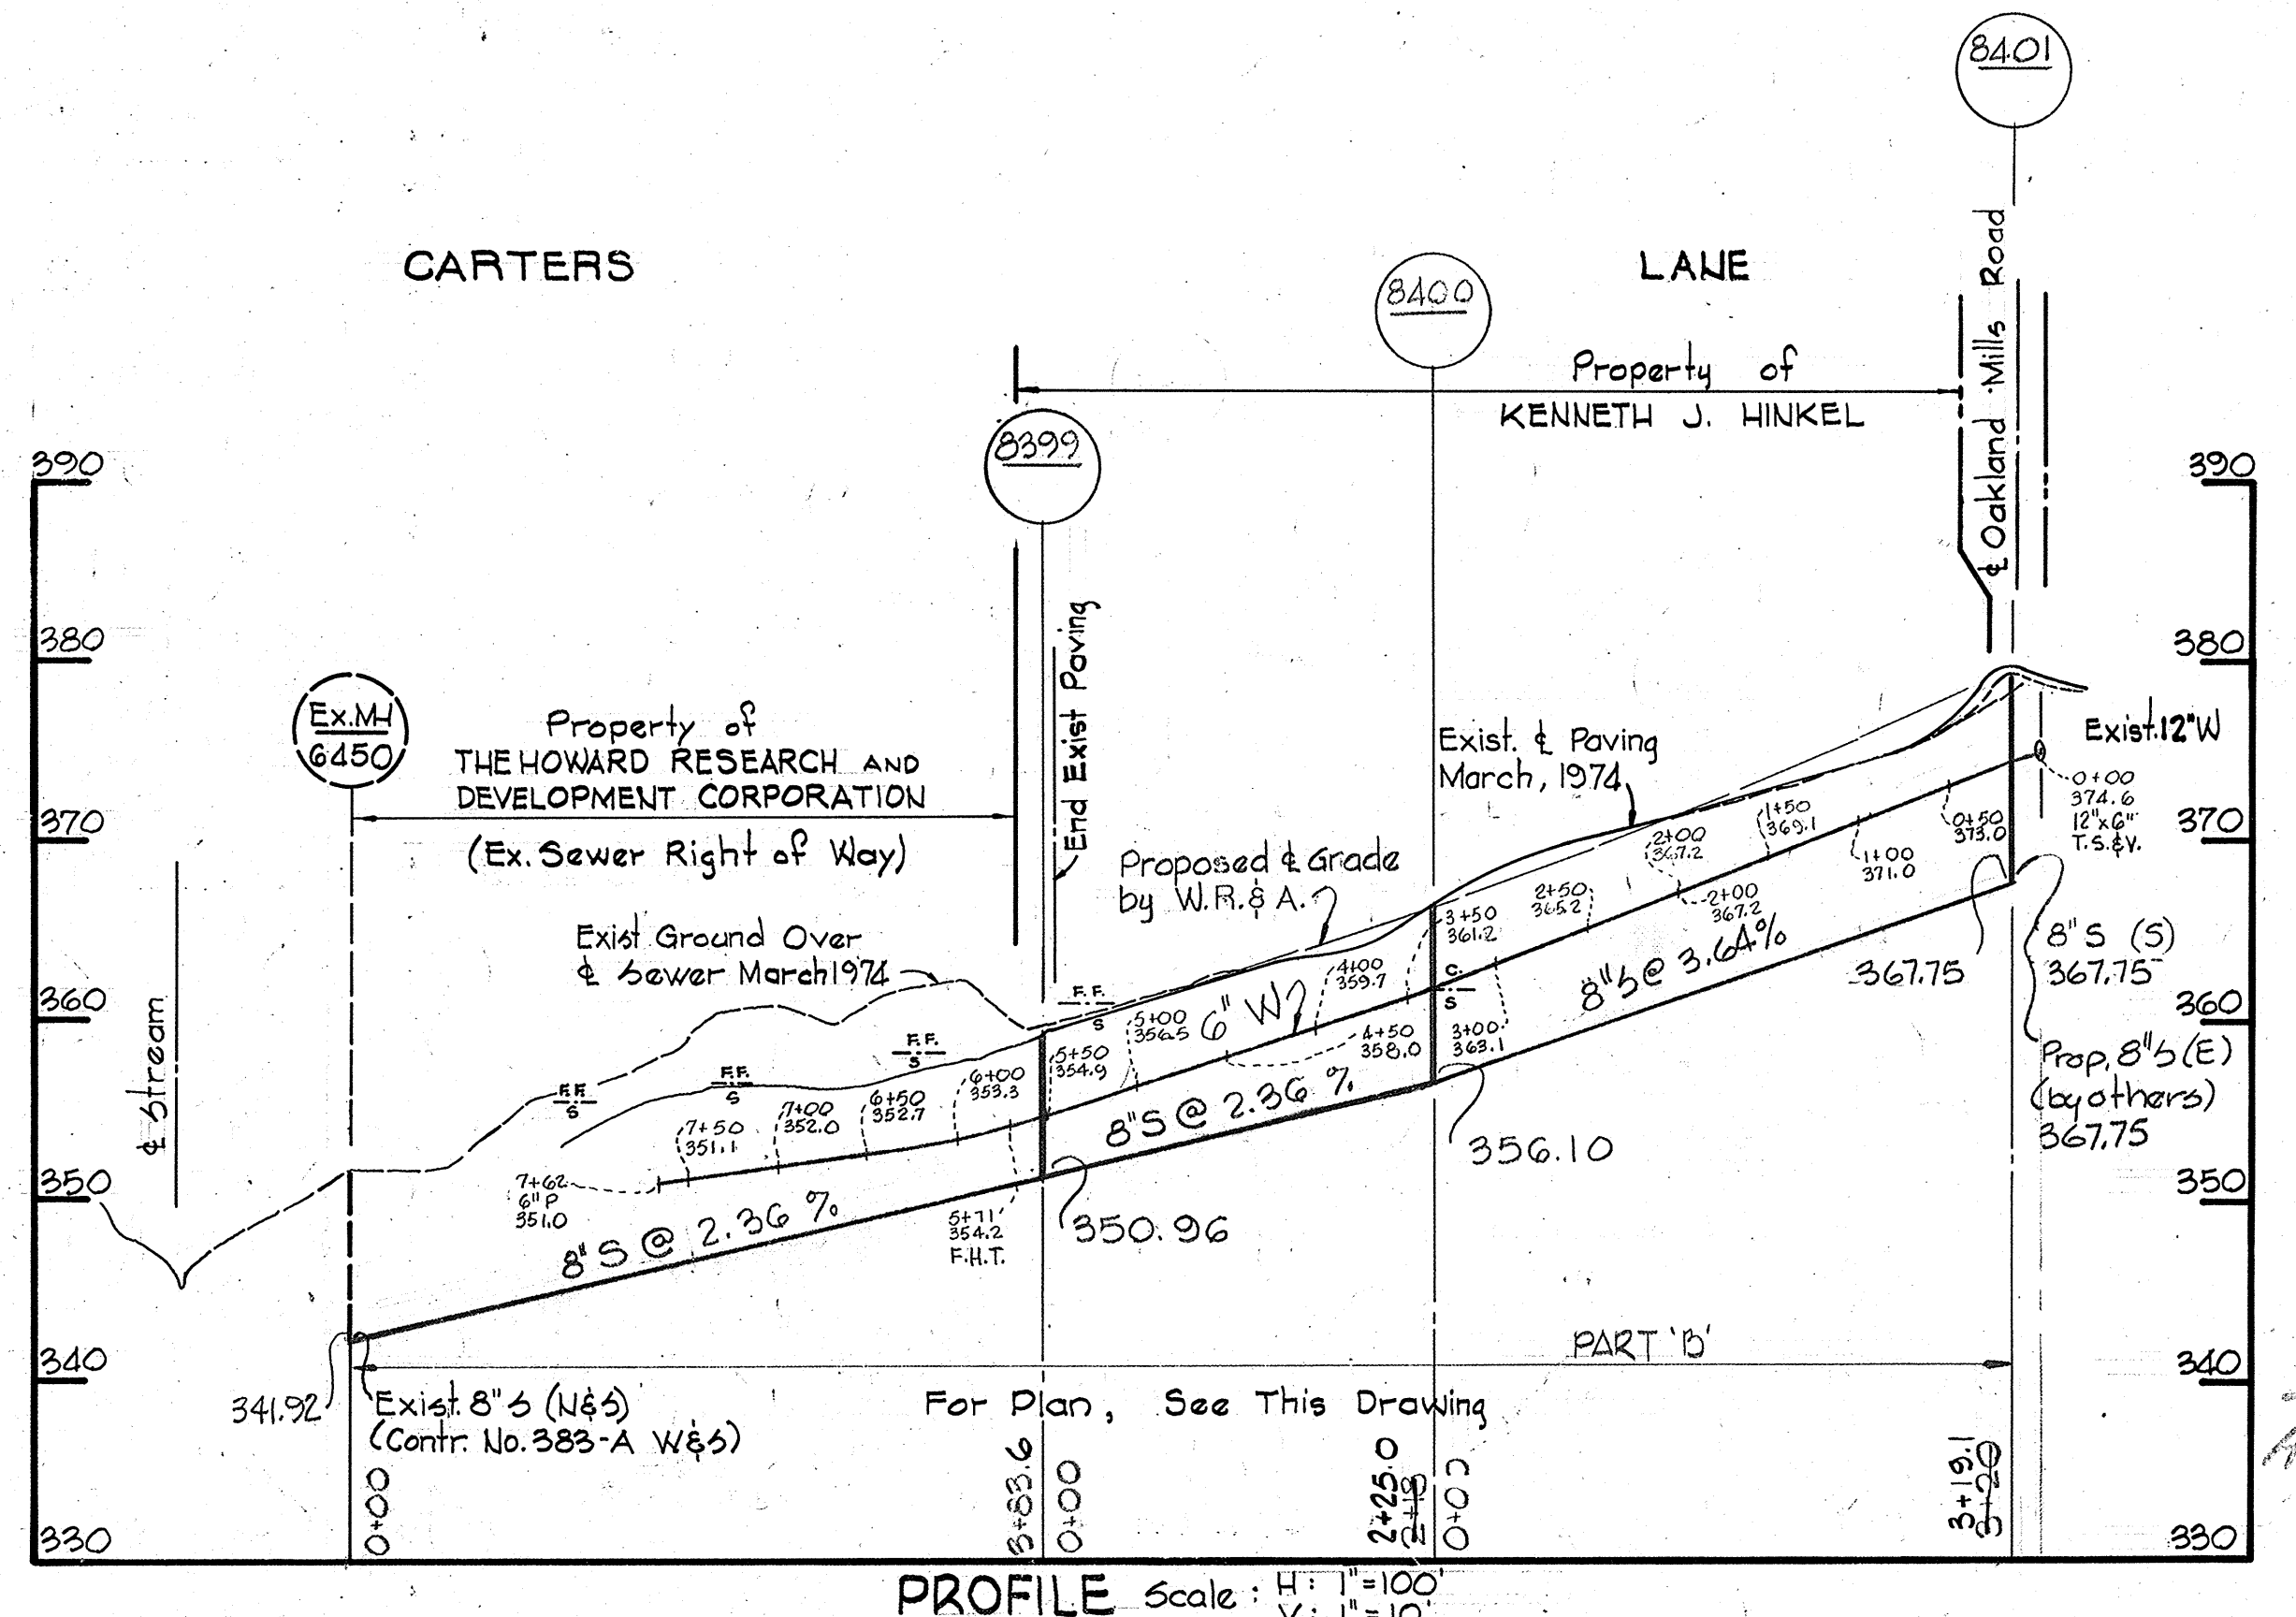 8401
CARTERS
LANE
8400
℄ Oakland Mills Road
Property of
KENNETH J. HINKEL
8399
390
390
End Exist Paving
380
380
Ex.MH
6450
Property of
THE HOWARD RESEARCH AND
DEVELOPMENT CORPORATION
(Ex. Sewer Right of Way)
Exist. ℄ Paving
March, 1974
Exist. 12"W
0+00
374.6
12"x6"
T.S.&V.
370
370
Proposed ℄ Grade
by W.R.& A.
1+50
369.1
2+00
367.2
0+50
373.0
1+00
371.0
2+50
365.2
2+00
367.2
3+50
361.2
Exist Ground Over
℄ Sewer March 1974
8"S @ 3.64%
367.75
8" S (S)
367.75
360
360
4+00
359.7
C.
S
F.F.
S
6" W
5+00
356.5
4+50
358.0
3+00
363.1
℄ Stream
F.F.
S
F.F.
S
F.F.
S
5+50
354.9
6+00
353.3
6+50
352.7
7+00
352.0
7+50
351.1
Prop. 8"S (E)
(by others)
367.75
8"S @ 2.36 %
356.10
350
350
7+62
6" P
351.0
8"S @ 2.36 %
5+71
354.2
F.H.T.
350.96
PART 'B'
340
340
341.92
Exist. 8" S (N&S)
(Contr. No. 383-A W&S)
For Plan, See This Drawing
0+00
3+83.6
0+00
2+25.0
2+18
0+00
3+19.1
3+20
330
330
PROFILE Scale: H: 1"=100'
V: 1"=10'